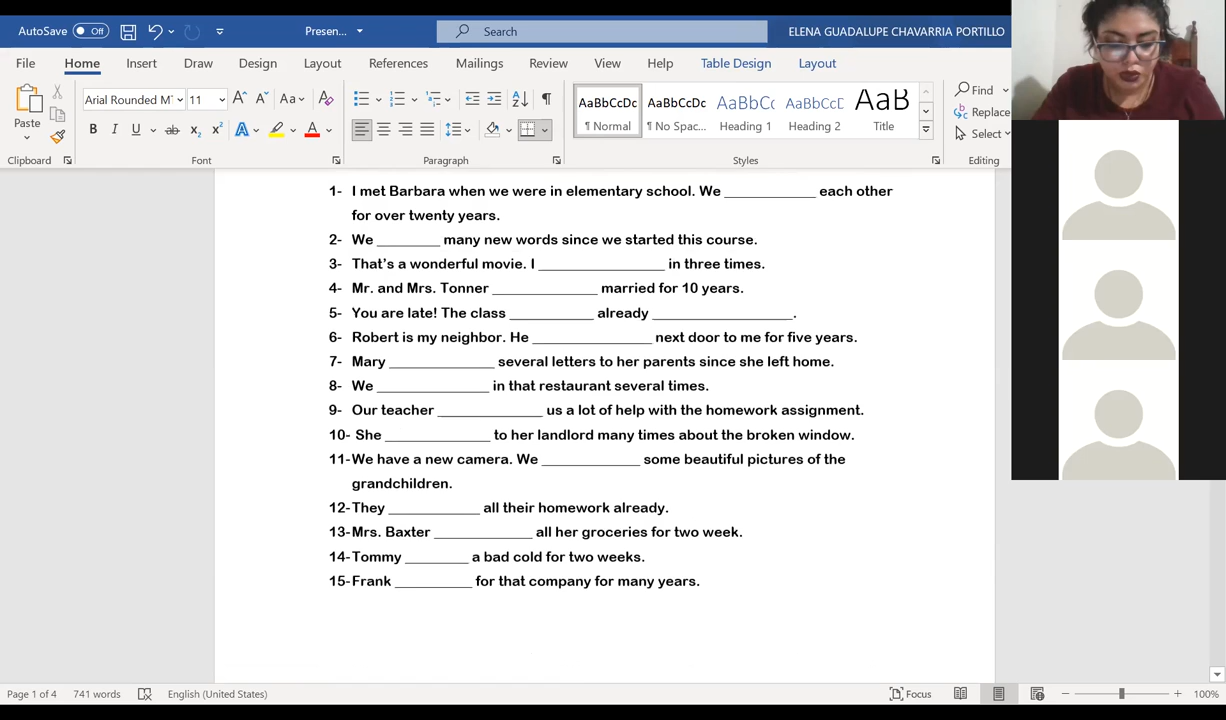 AutoSave Off Presen... Search ELENA GUADALUPE CHAVARRIA PORTILLO
File Home Insert Draw Design Layout References Mailings Review View Help Table Design Layout
Paste Arial Rounded M 11 A A Aa A AaBbCcDc AaBbCcDc AaBbCc AaBbCcD AaB Find
B I U ab x2 x2 A A ¶ Normal ¶ No Spac... Heading 1 Heading 2 Title Replace
Select
Clipboard Font Paragraph Styles Editing
1- I met Barbara when we were in elementary school. We ____________ each other
for over twenty years.
2- We ________ many new words since we started this course.
3- That's a wonderful movie. I ________________ in three times.
4- Mr. and Mrs. Tonner _____________ married for 10 years.
5- You are late! The class ___________ already __________________.
6- Robert is my neighbor. He _______________ next door to me for five years.
7- Mary _____________ several letters to her parents since she left home.
8- We ______________ in that restaurant several times.
9- Our teacher _____________ us a lot of help with the homework assignment.
10- She _____________ to her landlord many times about the broken window.
11-We have a new camera. We ____________ some beautiful pictures of the
grandchildren.
12-They ___________ all their homework already.
13-Mrs. Baxter ____________ all her groceries for two week.
14-Tommy ________ a bad cold for two weeks.
15-Frank __________ for that company for many years.
Page 1 of 4 741 words English (United States) Focus 100%